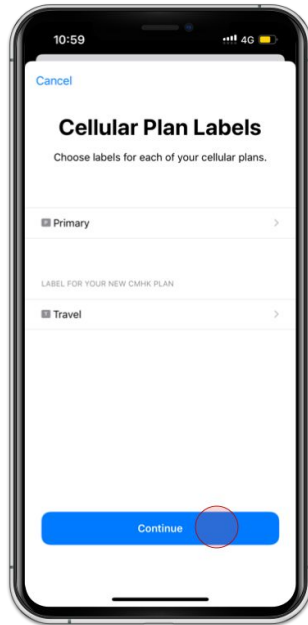 10:59
4G
Cancel
Cellular Plan Labels
Choose labels for each of your cellular plans.
P Primary
LABEL FOR YOUR NEW CMHK PLAN
T Travel
Continue